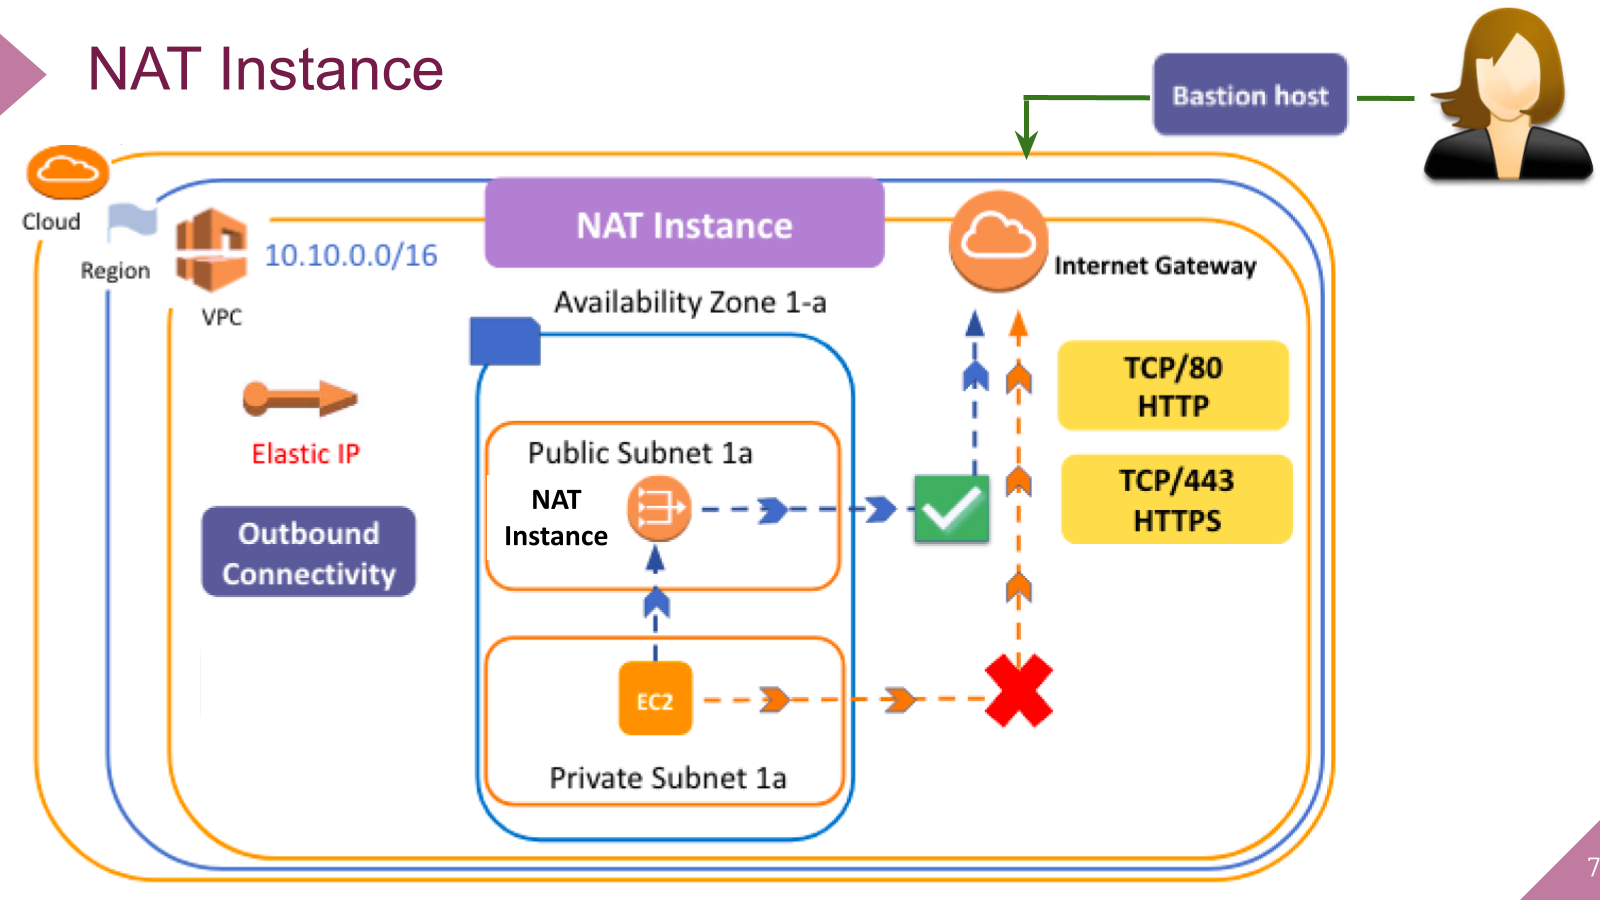 NAT Instance
Bastion host
Cloud
Region
VPC
10.10.0.0/16
NAT Instance
Internet Gateway
Availability Zone 1-a
Elastic IP
Outbound
Connectivity
Public Subnet 1a
NAT
Instance
TCP/80
HTTP
TCP/443
HTTPS
EC2
Private Subnet 1a
7